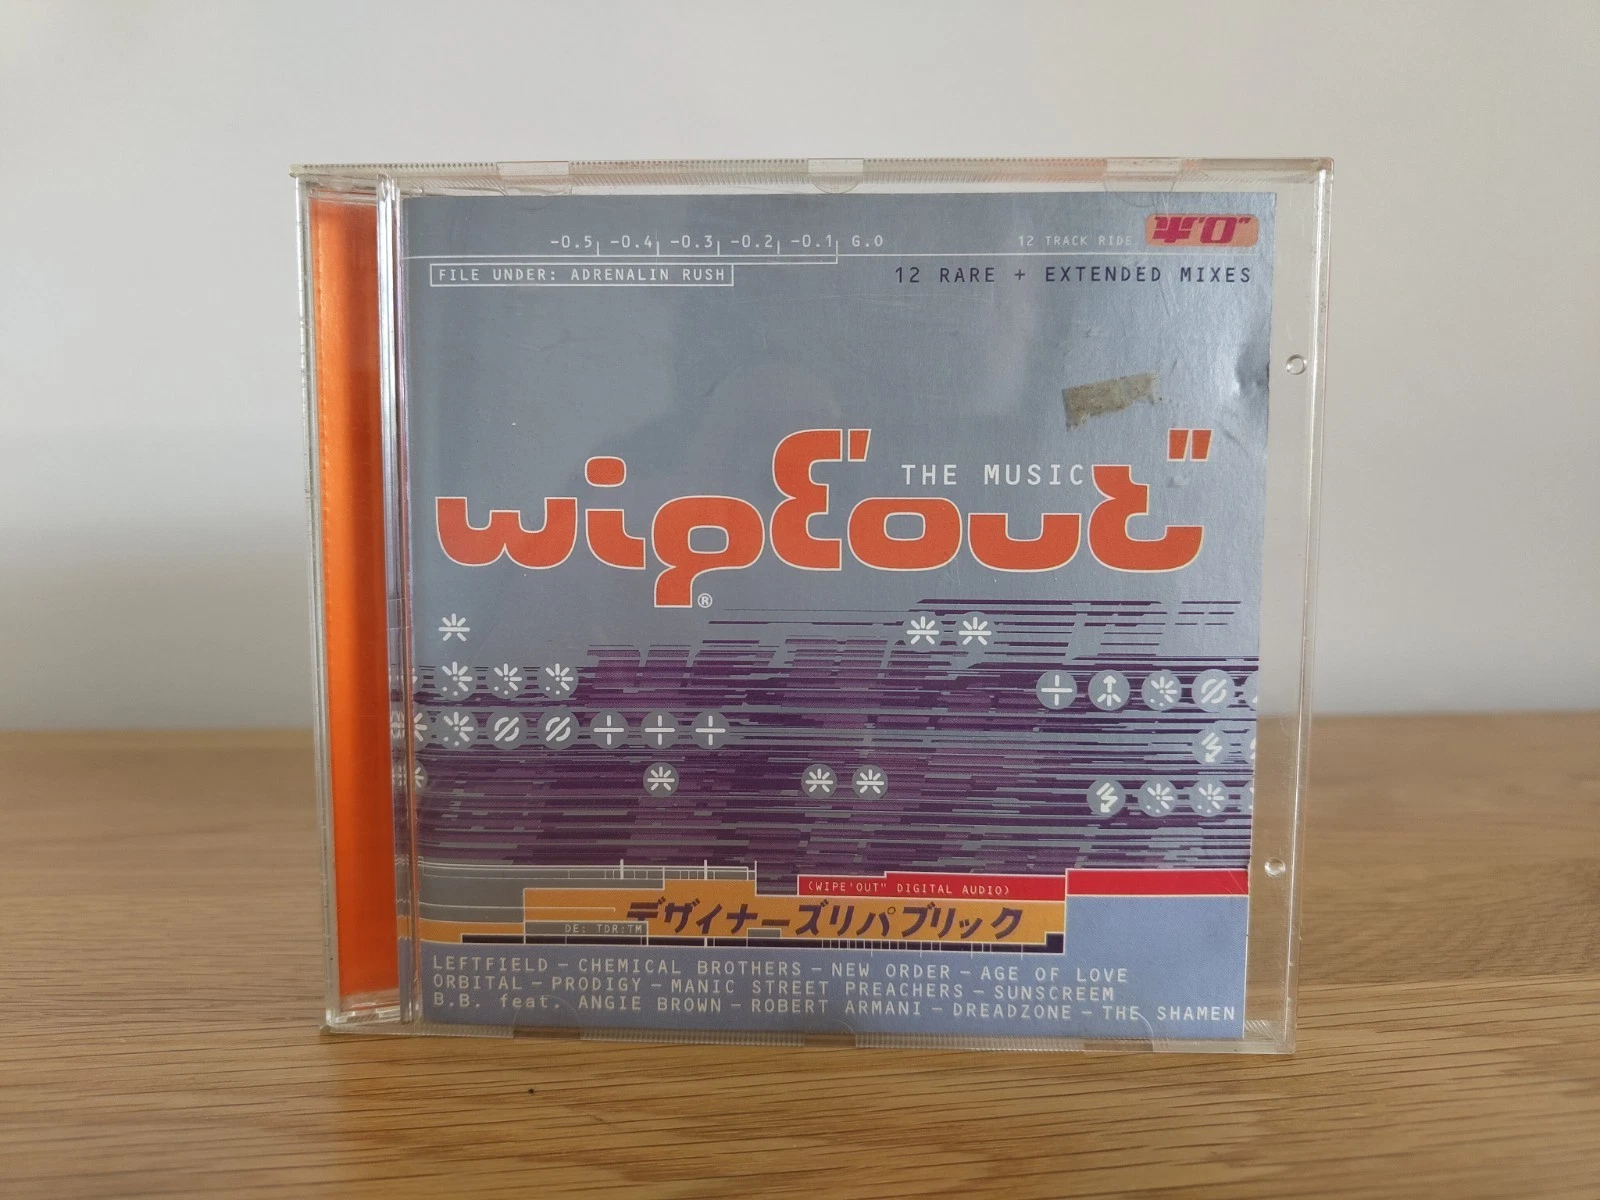 -0.5 -0.4 -0.3 -0.2 -0.1 G.O
12 TRACK RIDE
FILE UNDER: ADRENALIN RUSH
12 RARE + EXTENDED MIXES
THE MUSIC
wipE'out"
®
(WIPE'OUT" DIGITAL AUDIO)
デザイナーズリパブリック
DE: TDR:TM
LEFTFIELD – CHEMICAL BROTHERS – NEW ORDER – AGE OF LOVE
ORBITAL – PRODIGY – MANIC STREET PREACHERS – SUNSCREEM
B.B. feat. ANGIE BROWN – ROBERT ARMANI – DREADZONE – THE SHAMEN